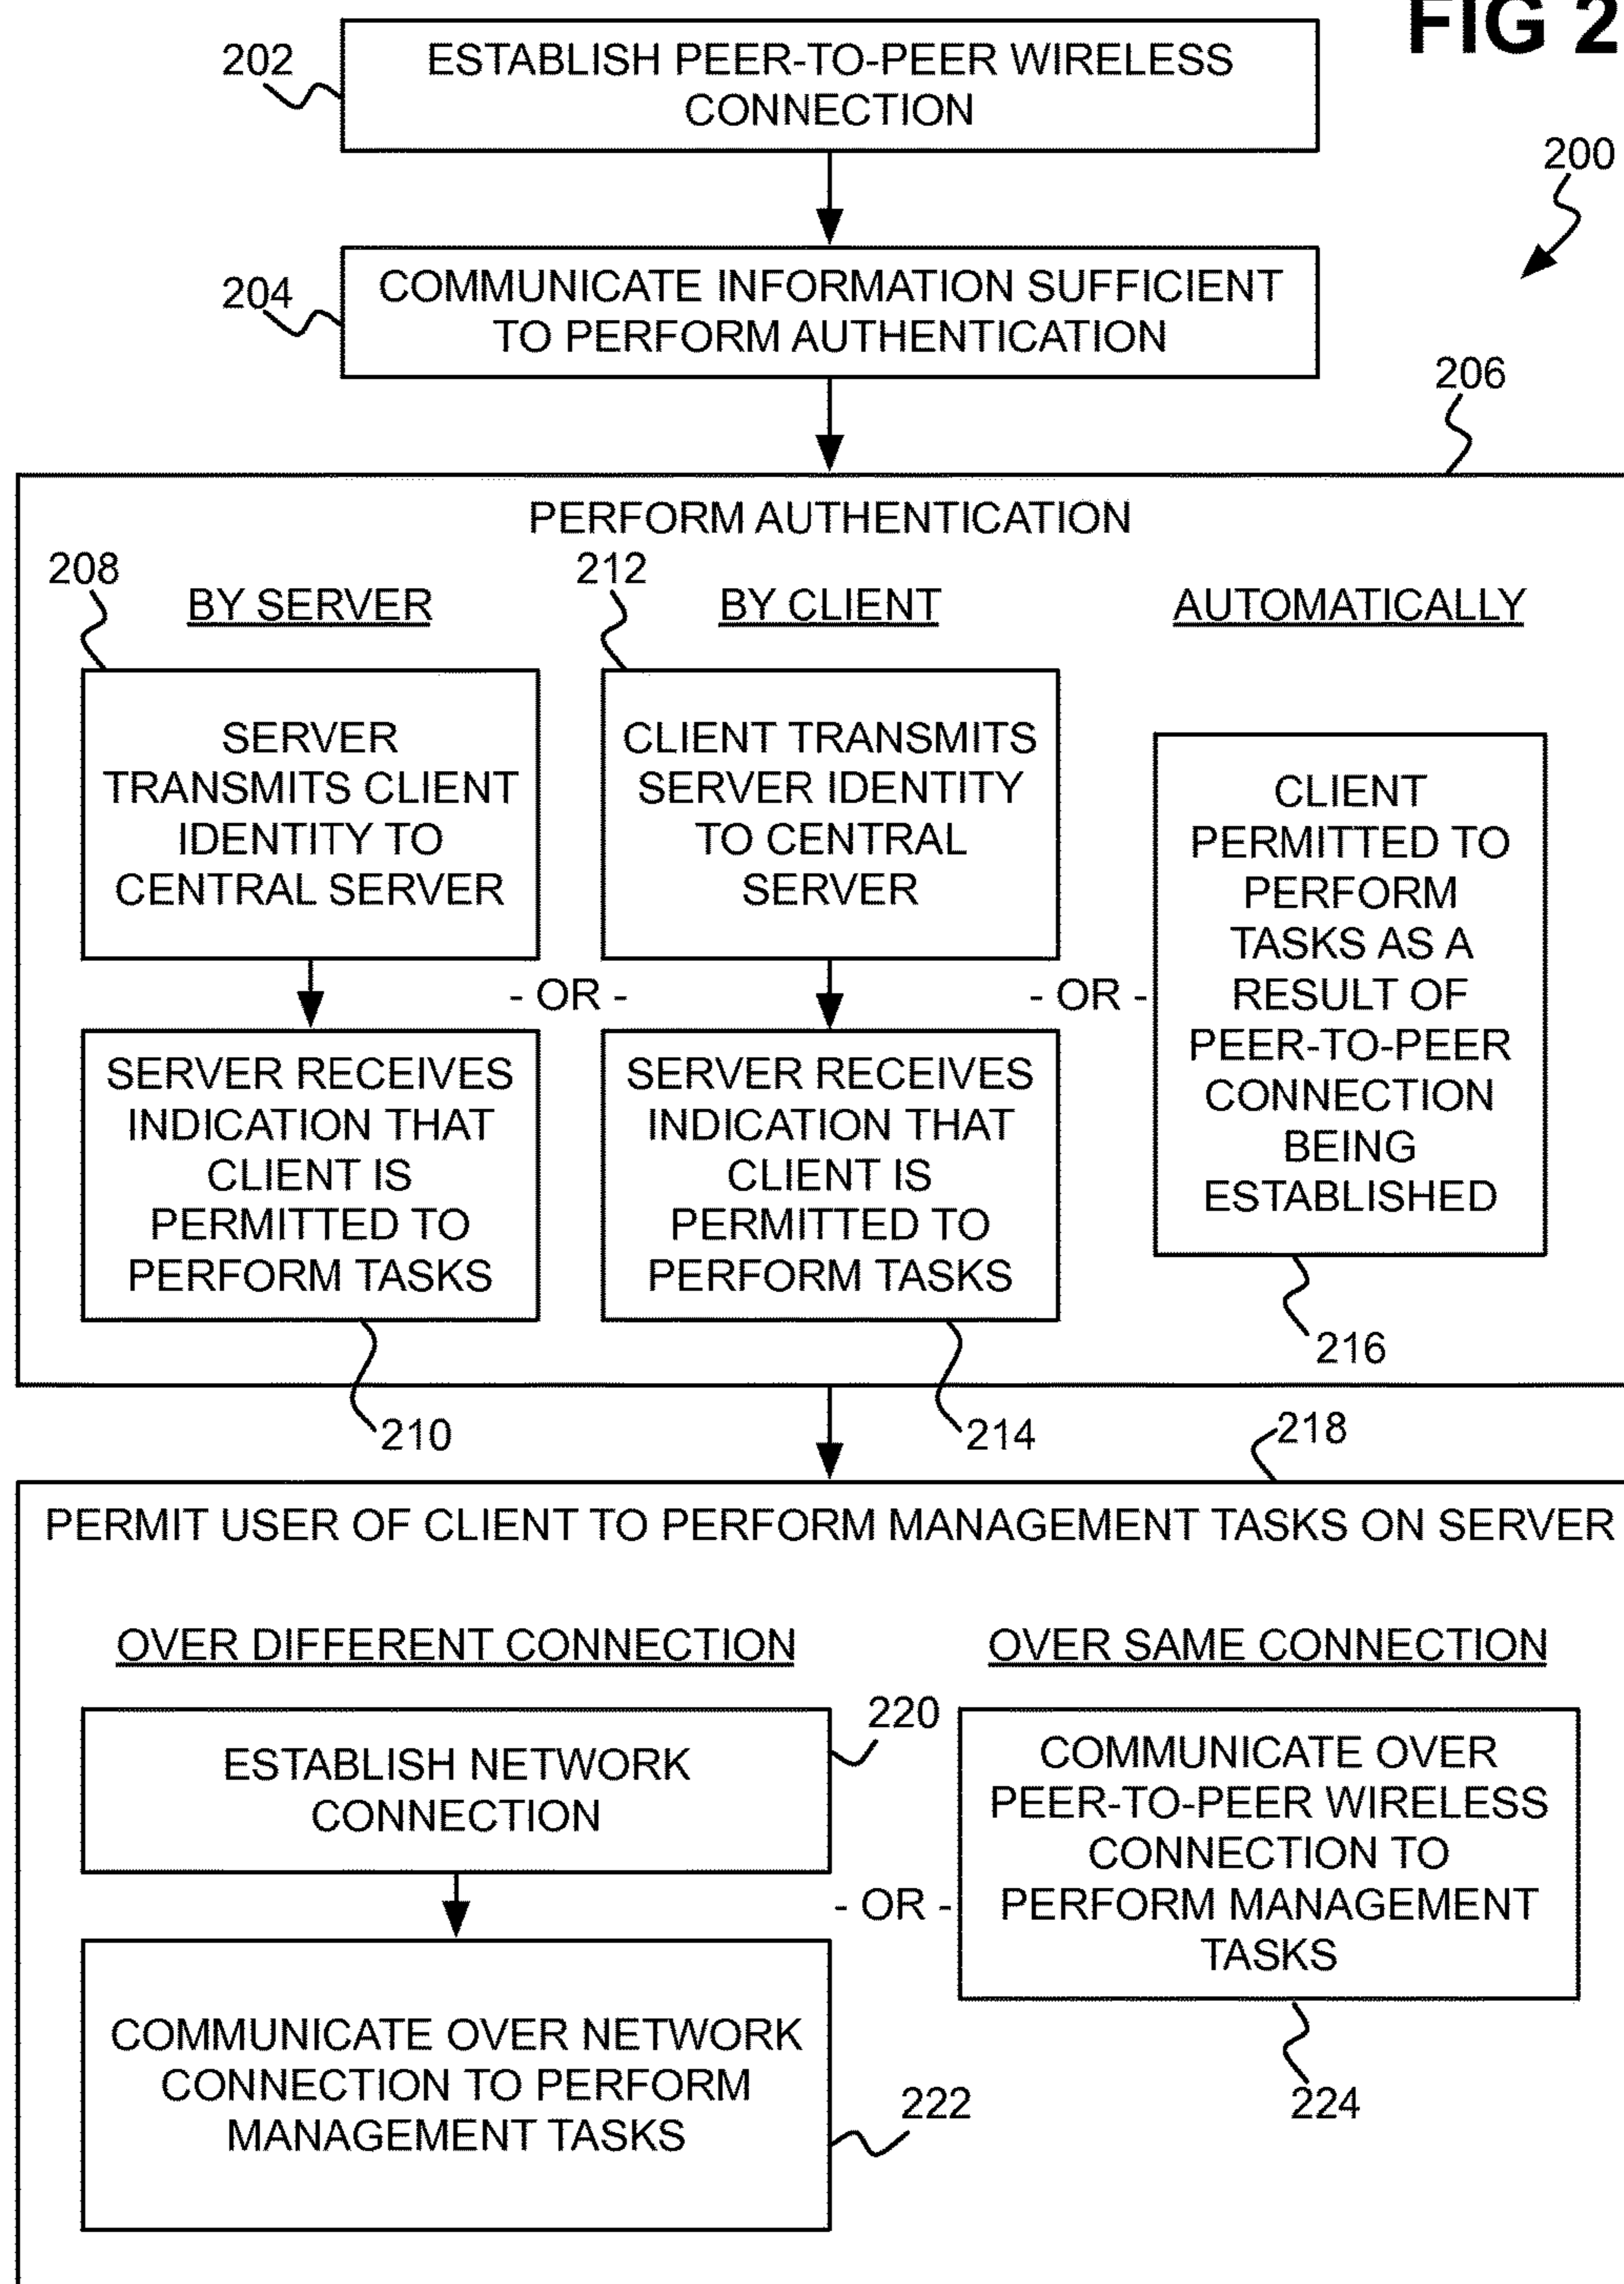 FIG 2
202
ESTABLISH PEER-TO-PEER WIRELESS
CONNECTION
200
204
COMMUNICATE INFORMATION SUFFICIENT
TO PERFORM AUTHENTICATION
206
PERFORM AUTHENTICATION
208
BY SERVER
SERVER
TRANSMITS CLIENT
IDENTITY TO
CENTRAL SERVER
SERVER RECEIVES
INDICATION THAT
CLIENT IS
PERMITTED TO
PERFORM TASKS
210
- OR -
212
BY CLIENT
CLIENT TRANSMITS
SERVER IDENTITY
TO CENTRAL
SERVER
SERVER RECEIVES
INDICATION THAT
CLIENT IS
PERMITTED TO
PERFORM TASKS
214
- OR -
AUTOMATICALLY
CLIENT
PERMITTED TO
PERFORM
TASKS AS A
RESULT OF
PEER-TO-PEER
CONNECTION
BEING
ESTABLISHED
216
218
PERMIT USER OF CLIENT TO PERFORM MANAGEMENT TASKS ON SERVER
OVER DIFFERENT CONNECTION
220
ESTABLISH NETWORK
CONNECTION
COMMUNICATE OVER NETWORK
CONNECTION TO PERFORM
MANAGEMENT TASKS
222
- OR -
OVER SAME CONNECTION
COMMUNICATE OVER
PEER-TO-PEER WIRELESS
CONNECTION TO
PERFORM MANAGEMENT
TASKS
224